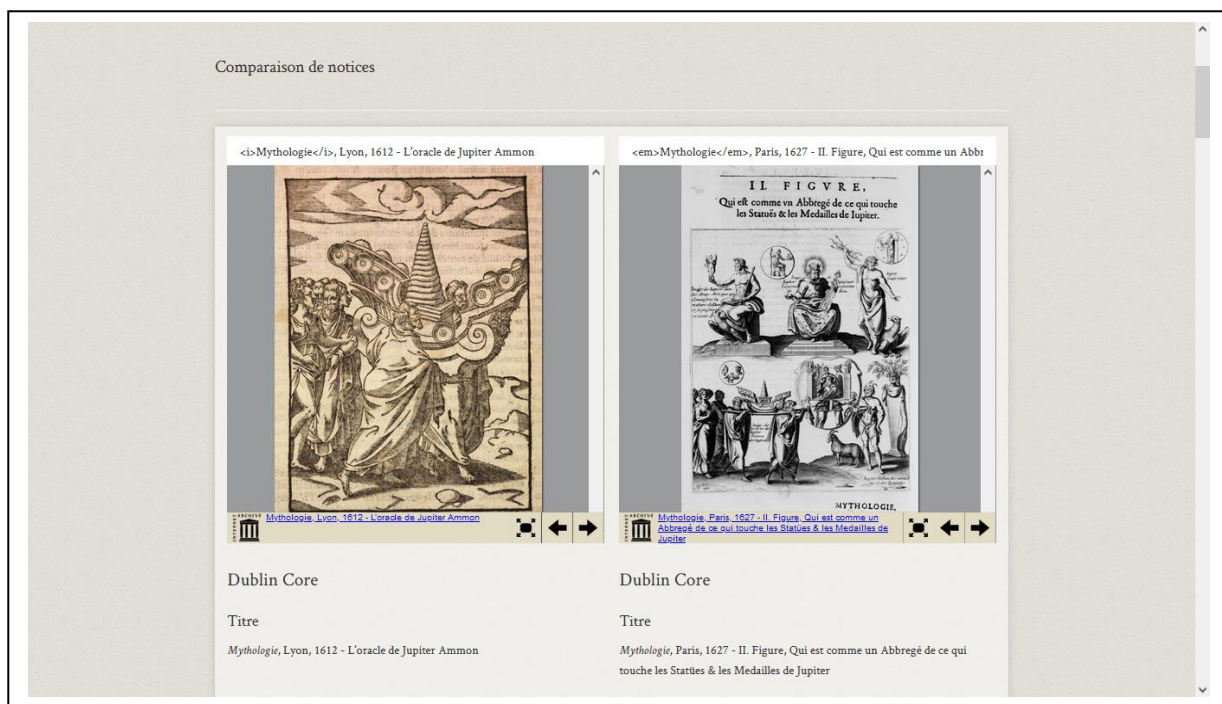 Comparaison de notices
<i>Mythologie</i>, Lyon, 1612 - L'oracle de Jupiter Ammon
INTERNET ARCHIVE
Mythologie, Lyon, 1612 - L'oracle de Jupiter Ammon
Dublin Core
Titre
Mythologie, Lyon, 1612 - L'oracle de Jupiter Ammon
<em>Mythologie</em>, Paris, 1627 - II. Figure, Qui est comme un Abbr
II. FIGVRE,
Qui eſt comme vn Abbregé de ce qui touche
les Statuës & les Medailles de Iupiter.
MYTHOLOGIE,
INTERNET ARCHIVE
Mythologie, Paris, 1627 - II. Figure, Qui est comme un
Abbregé de ce qui touche les Statües & les Medailles de
Jupiter
Dublin Core
Titre
Mythologie, Paris, 1627 - II. Figure, Qui est comme un Abbregé de ce qui
touche les Statües & les Medailles de Jupiter